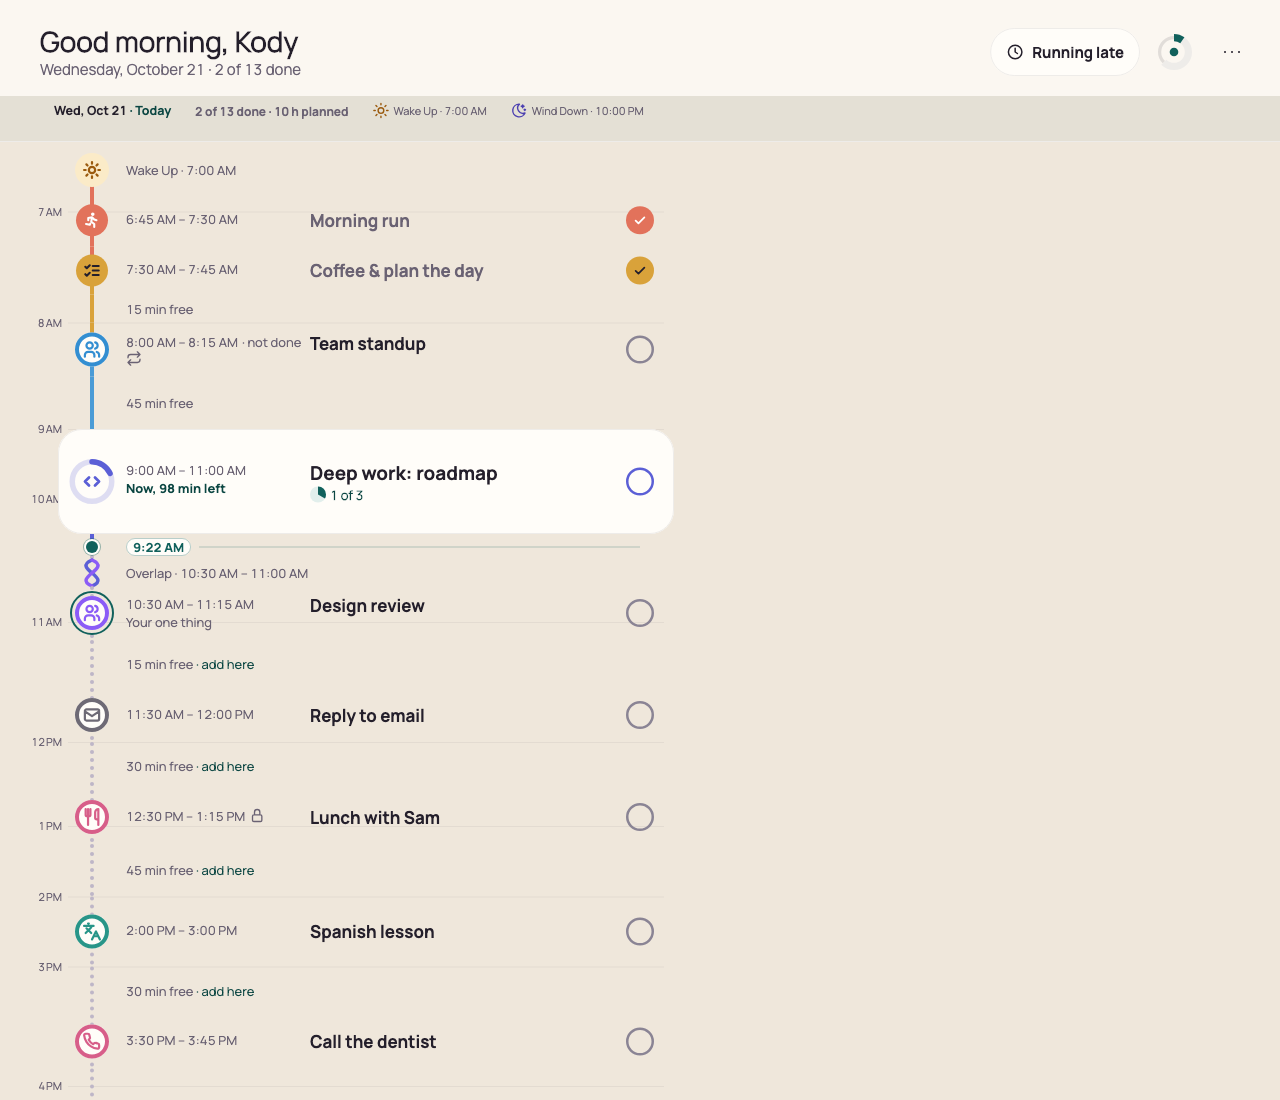 Good morning, Kody
Wednesday, October 21 · 2 of 13 done
Running late
Wed, Oct 21 · Today
2 of 13 done · 10 h planned
Wake Up · 7:00 AM
Wind Down · 10:00 PM
Wake Up · 7:00 AM
7 AM
6:45 AM – 7:30 AM
Morning run
7:30 AM – 7:45 AM
Coffee & plan the day
15 min free
8 AM
8:00 AM – 8:15 AM · not done
Team standup
45 min free
9 AM
9:00 AM – 11:00 AM
Deep work: roadmap
Now, 98 min left
1 of 3
10 AM
9:22 AM
Overlap · 10:30 AM – 11:00 AM
10:30 AM – 11:15 AM
Design review
Your one thing
11 AM
15 min free · add here
11:30 AM – 12:00 PM
Reply to email
12 PM
30 min free · add here
12:30 PM – 1:15 PM
Lunch with Sam
1 PM
45 min free · add here
2 PM
2:00 PM – 3:00 PM
Spanish lesson
3 PM
30 min free · add here
3:30 PM – 3:45 PM
Call the dentist
4 PM